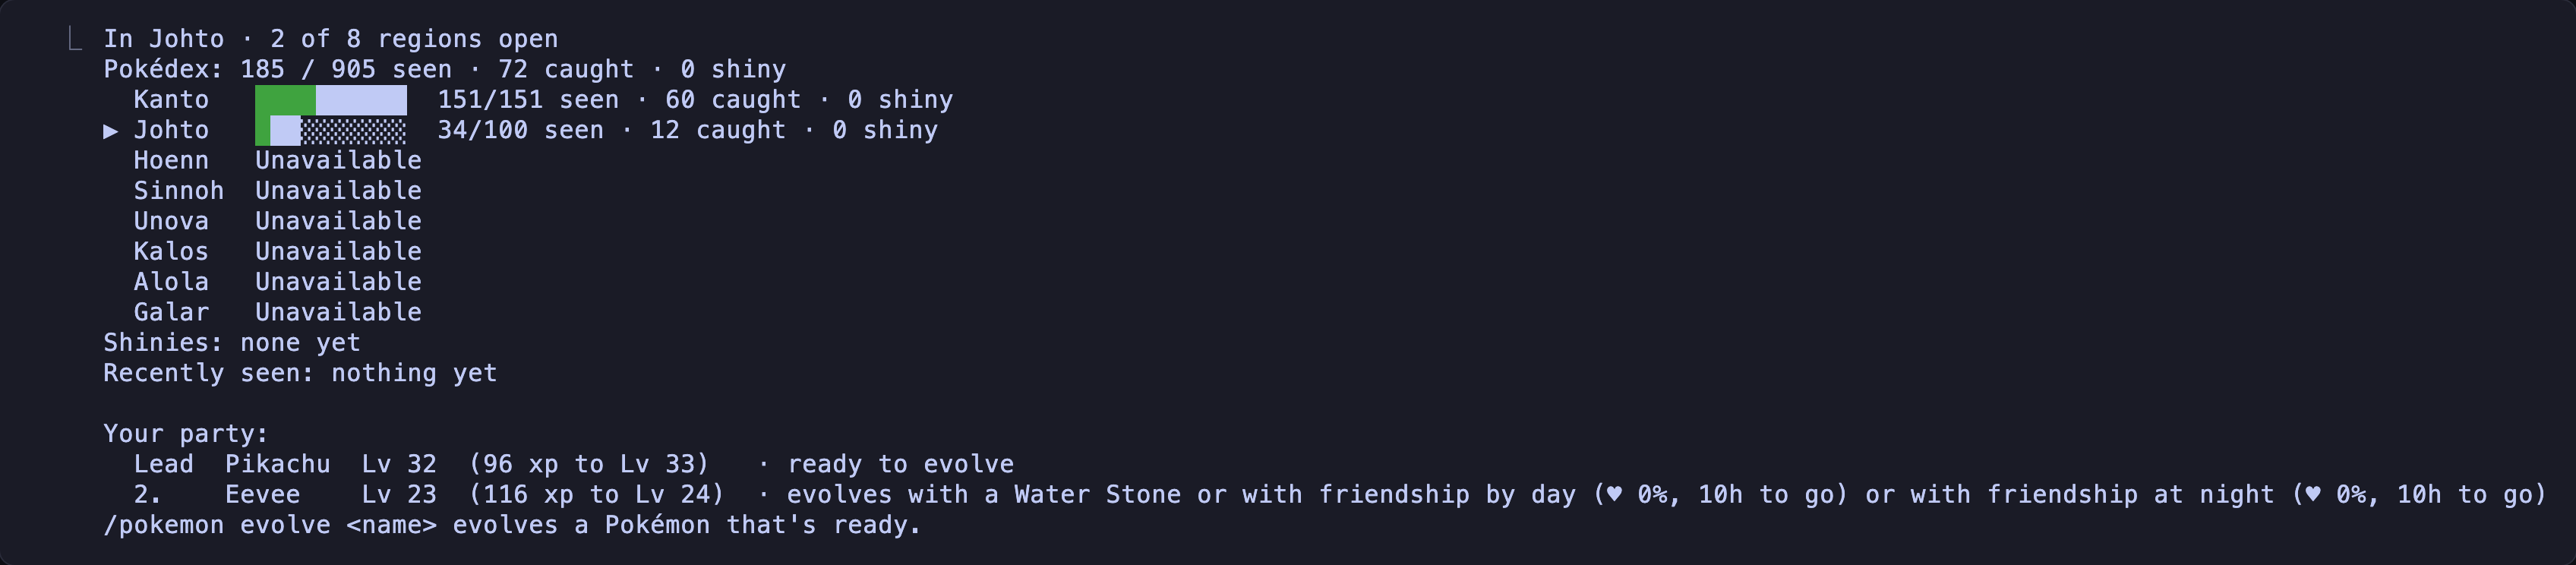 In Johto · 2 of 8 regions open
Pokédex: 185 / 905 seen · 72 caught · 0 shiny
Kanto 151/151 seen · 60 caught · 0 shiny
▶ Johto 34/100 seen · 12 caught · 0 shiny
Hoenn Unavailable
Sinnoh Unavailable
Unova Unavailable
Kalos Unavailable
Alola Unavailable
Galar Unavailable
Shinies: none yet
Recently seen: nothing yet
Your party:
Lead Pikachu Lv 32 (96 xp to Lv 33) · ready to evolve
2. Eevee Lv 23 (116 xp to Lv 24) · evolves with a Water Stone or with friendship by day (♥ 0%, 10h to go) or with friendship at night (♥ 0%, 10h to go)
/pokemon evolve <name> evolves a Pokémon that's ready.